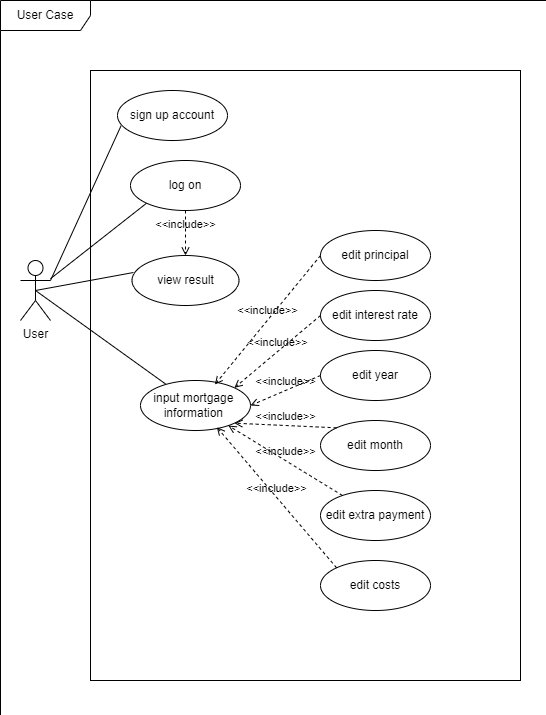 User Case
sign up account
log on
<<include>>
view result
User
edit principal
<<include>>
edit interest rate
<<include>>
edit year
<<include>>
input mortgage
information
<<include>>
edit month
<<include>>
edit extra payment
<<include>>
edit costs